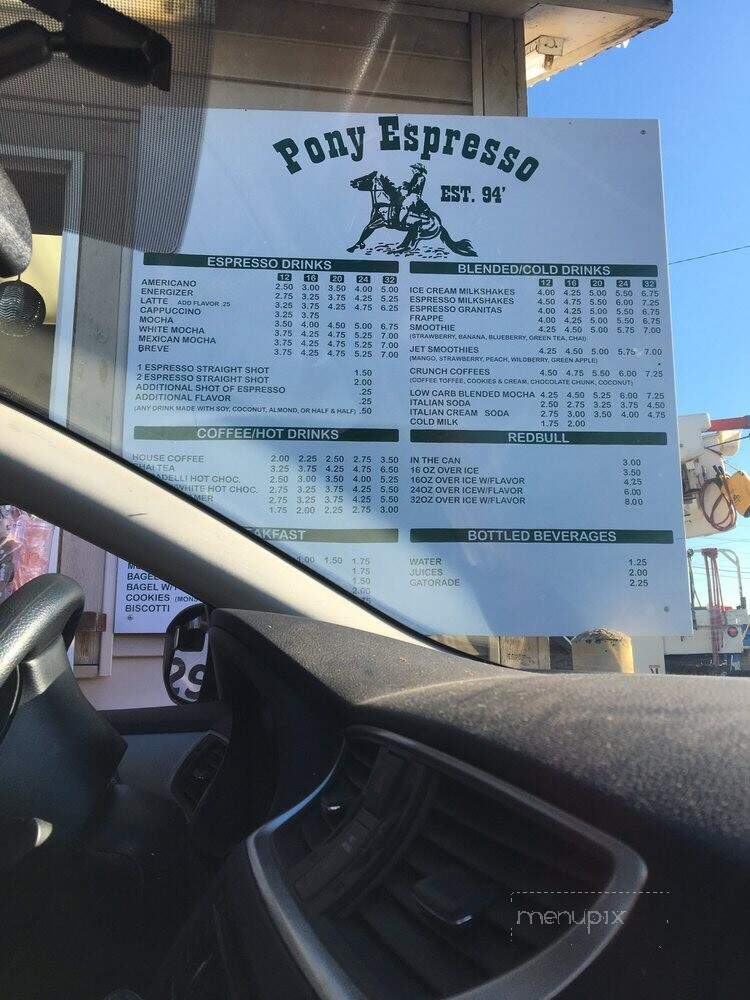 Pony Espresso
EST. 94'
ESPRESSO DRINKS
12 16 20 24 32
AMERICANO 2.50 3.00 3.50 4.00 5.00
ENERGIZER 2.75 3.25 3.75 4.25 5.25
LATTE ADD FLAVOR .25 3.25 3.75 4.25 4.75 6.25
CAPPUCCINO 3.25 3.75
MOCHA 3.50 4.00 4.50 5.00 6.75
WHITE MOCHA 3.75 4.25 4.75 5.25 7.00
MEXICAN MOCHA 3.75 4.25 4.75 5.25 7.00
BREVE 3.75 4.25 4.75 5.25 7.00
1 ESPRESSO STRAIGHT SHOT 1.50
2 ESPRESSO STRAIGHT SHOT 2.00
ADDITIONAL SHOT OF ESPRESSO .25
ADDITIONAL FLAVOR .25
(ANY DRINK MADE WITH SOY, COCONUT, ALMOND, OR HALF & HALF) .50
COFFEE/HOT DRINKS
HOUSE COFFEE 2.00 2.25 2.50 2.75 3.50
HAI TEA 3.25 3.75 4.25 4.75 6.50
ADELLI HOT CHOC. 2.50 3.00 3.50 4.00 5.25
WHITE HOT CHOC. 2.75 3.25 3.75 4.25 5.50
MER 2.75 3.25 3.75 4.25 5.50
1.75 2.00 2.25 2.75 3.00
AKFAST
1.00 1.50 1.75
1.75
BAGEL 1.50
BAGEL W/ 2.00
COOKIES
BISCOTTI
BLENDED/COLD DRINKS
12 16 20 24 32
ICE CREAM MILKSHAKES 4.00 4.25 5.00 5.50 6.75
ESPRESSO MILKSHAKES 4.50 4.75 5.50 6.00 7.25
ESPRESSO GRANITAS 4.00 4.25 5.00 5.50 6.75
FRAPPE 4.00 4.25 5.00 5.50 6.75
SMOOTHIE 4.25 4.50 5.00 5.75 7.00
(STRAWBERRY, BANANA, BLUEBERRY, GREEN TEA, CHAI)
JET SMOOTHIES 4.25 4.50 5.00 5.75 7.00
(MANGO, STRAWBERRY, PEACH, WILDBERRY, GREEN APPLE)
CRUNCH COFFEES 4.50 4.75 5.50 6.00 7.25
(COFFEE TOFFEE, COOKIES & CREAM, CHOCOLATE CHUNK, COCONUT)
LOW CARB BLENDED MOCHA 4.25 4.50 5.25 6.00 7.25
ITALIAN SODA 2.50 2.75 3.25 3.75 4.50
ITALIAN CREAM SODA 2.75 3.00 3.50 4.00 4.75
COLD MILK 1.75 2.00
REDBULL
IN THE CAN 3.00
16 OZ OVER ICE 3.50
16OZ OVER ICE W/FLAVOR 4.25
24OZ OVER ICEW/FLAVOR 6.00
32OZ OVER ICE W/FLAVOR 8.00
BOTTLED BEVERAGES
WATER 1.25
JUICES 2.00
GATORADE 2.25
menupix